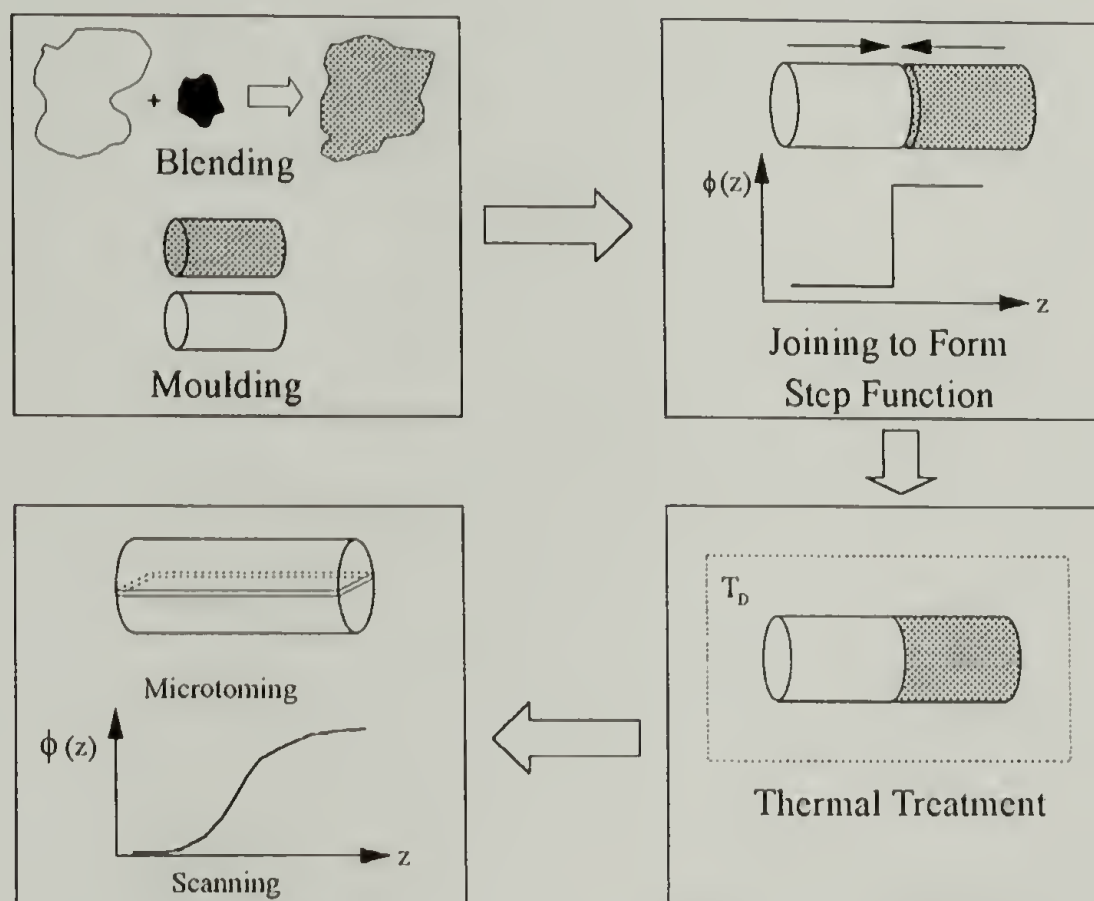 +
Blending
Moulding
ϕ(z)
z
Joining to Form
Step Function
T_D
Thermal Treatment
Microtoming
ϕ(z)
z
Scanning